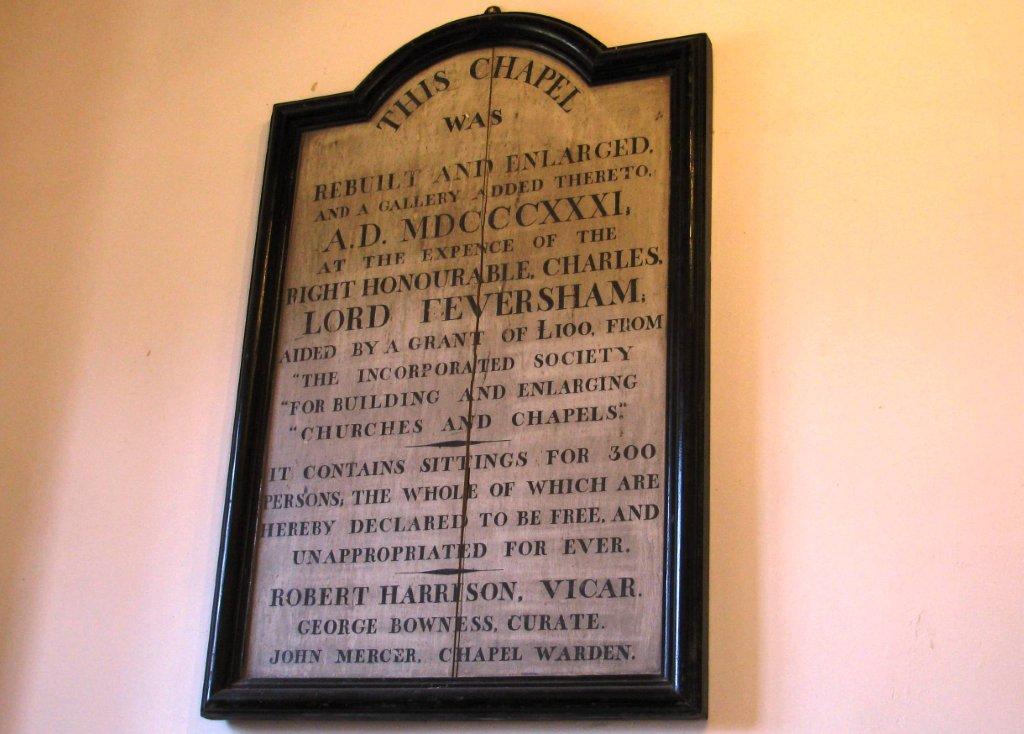 THIS CHAPEL
WAS
REBUILT AND ENLARGED.
AND A GALLERY ADDED THERETO.
A.D. MDCCCXXXI,
AT THE EXPENCE OF THE
RIGHT HONOURABLE, CHARLES,
LORD FEVERSHAM,
AIDED BY A GRANT OF Ł100, FROM
"THE INCORPORATED SOCIETY
"FOR BUILDING AND ENLARGING
"CHURCHES AND CHAPELS."
IT CONTAINS SITTINGS FOR 300
PERSONS; THE WHOLE OF WHICH ARE
HEREBY DECLARED TO BE FREE, AND
UNAPPROPRIATED FOR EVER.
ROBERT HARRISON, VICAR.
GEORGE BOWNESS, CURATE.
JOHN MERCER, CHAPEL WARDEN.